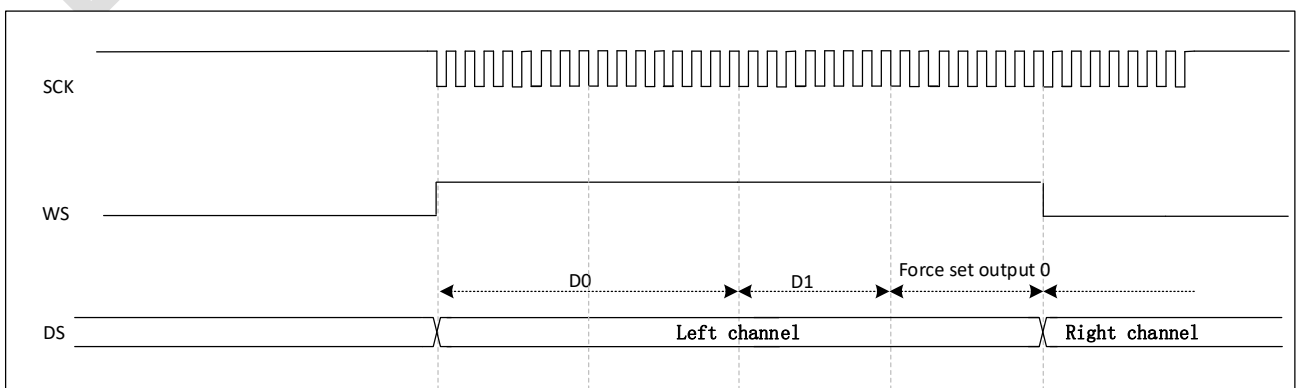 SCK
WS
D0
D1
Force set output 0
DS
Left channel
Right channel